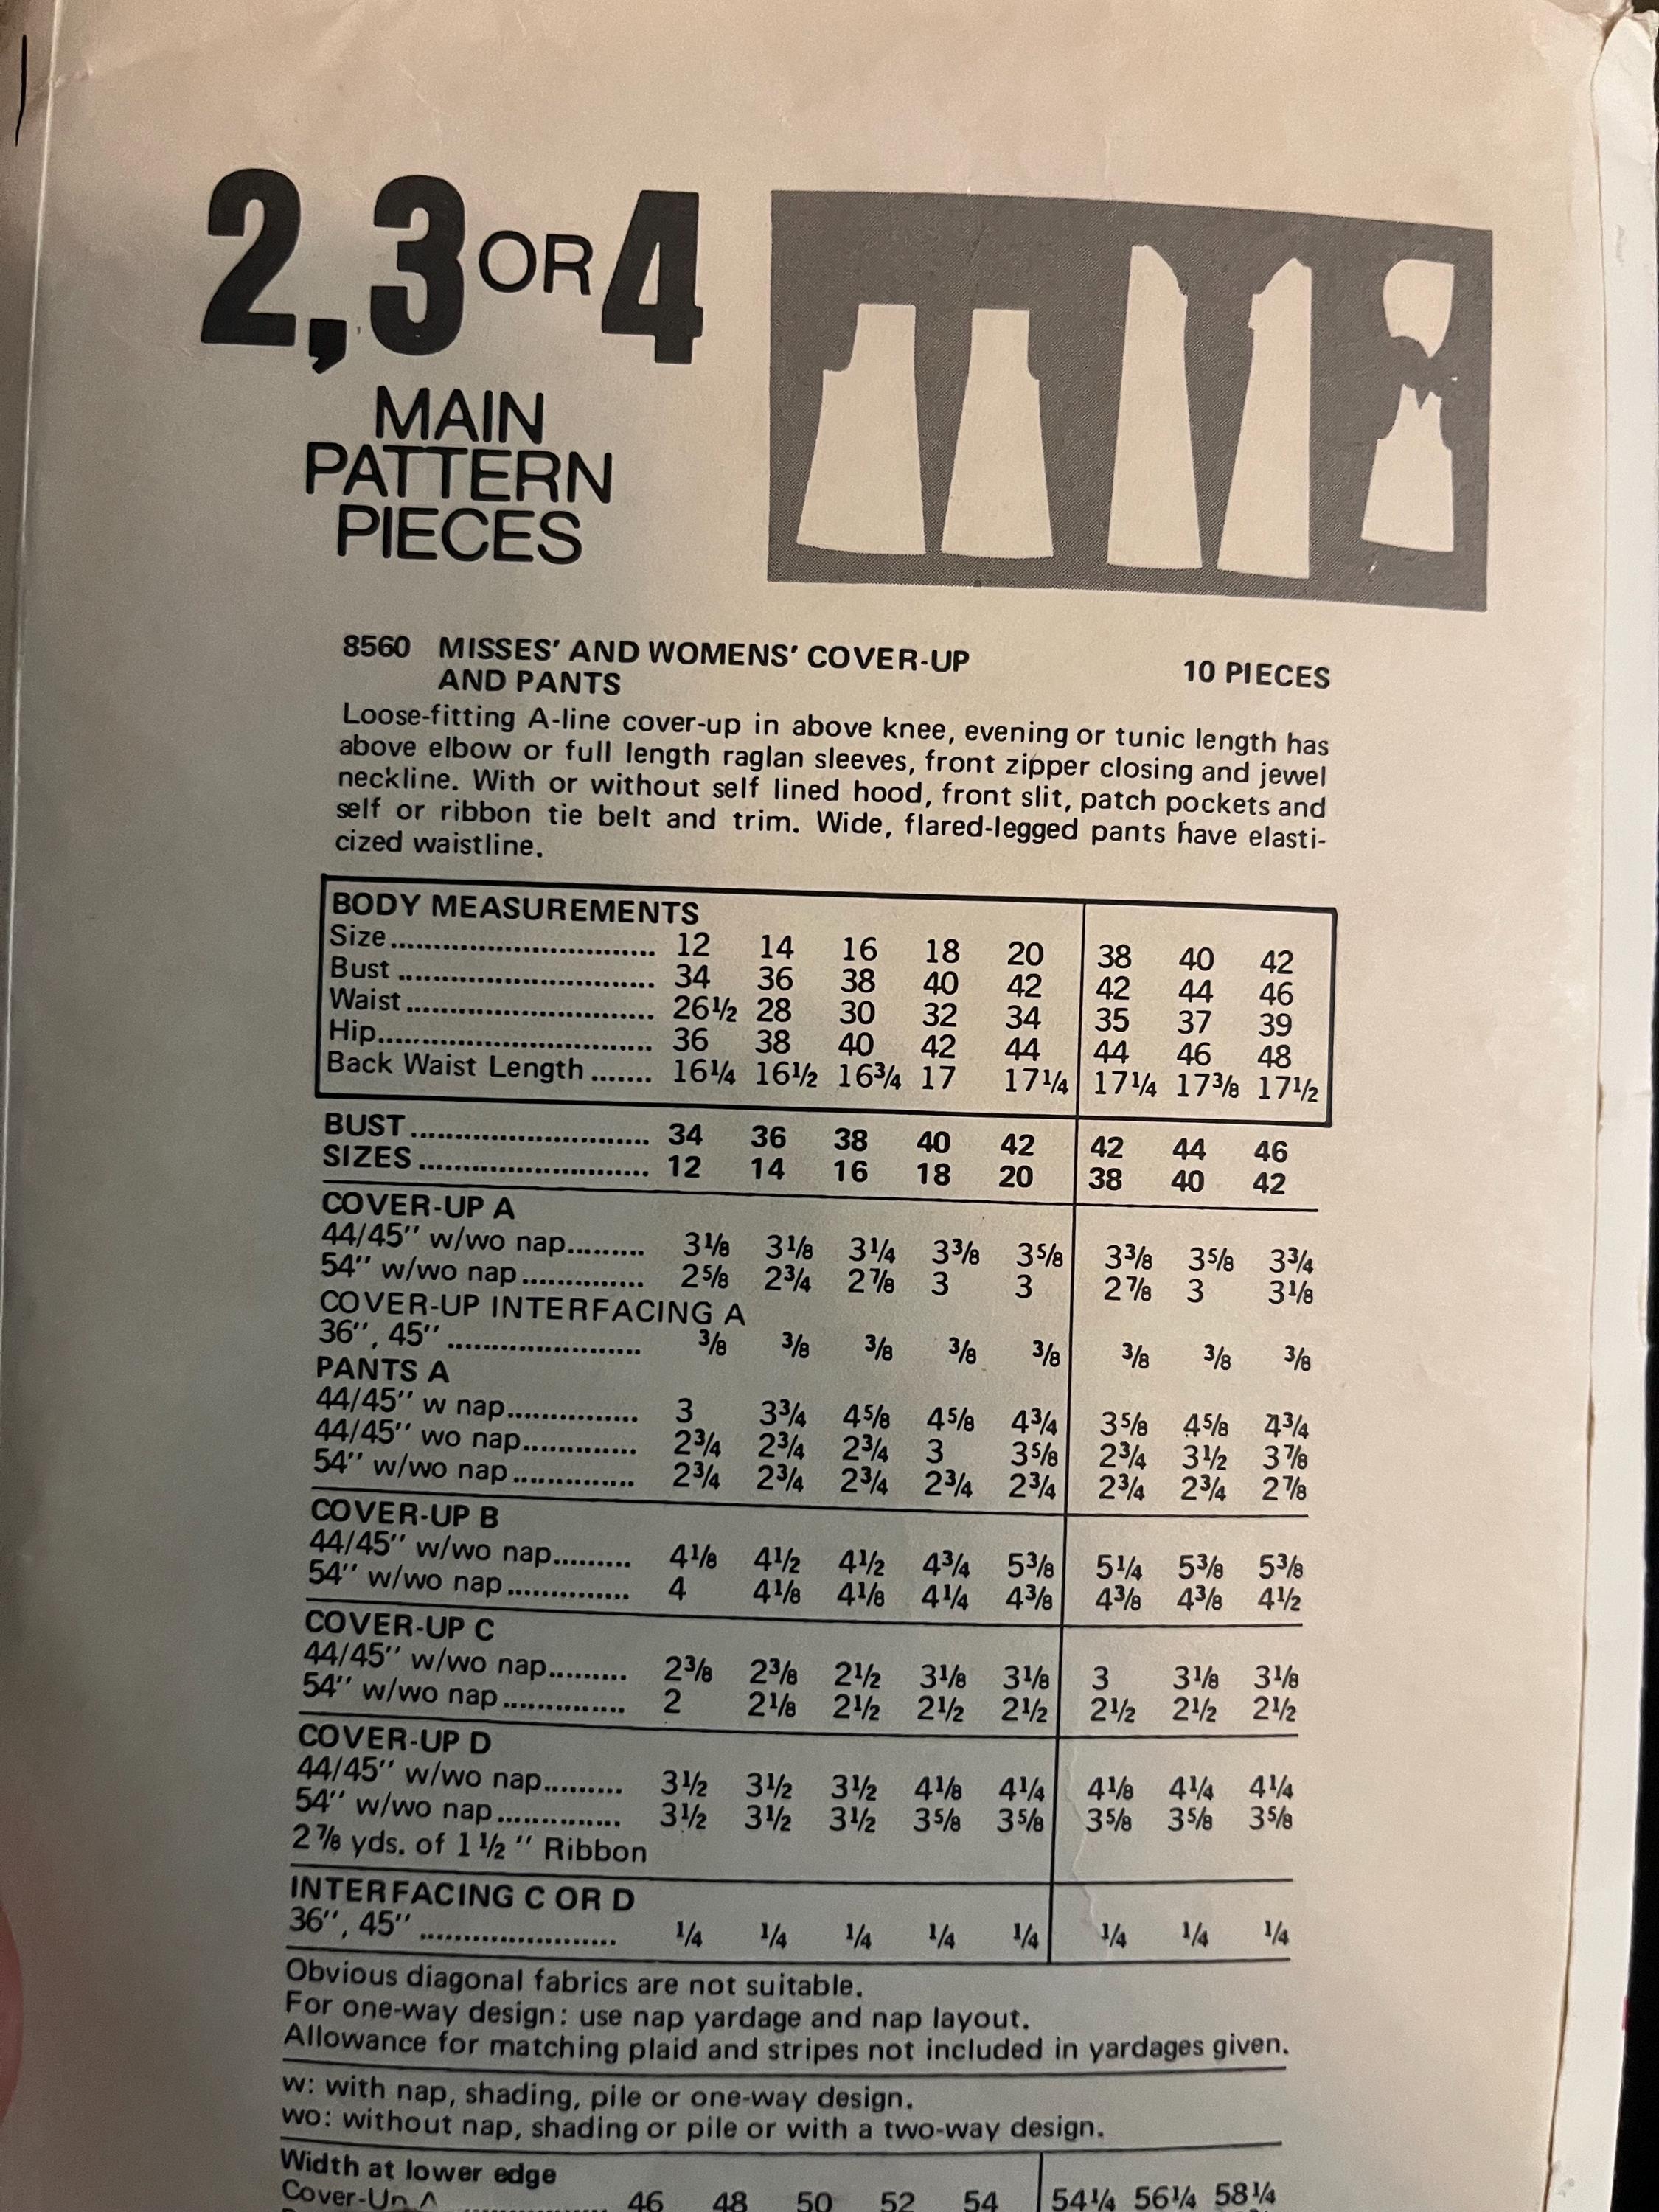 2, 3 OR 4
MAIN
PATTERN
PIECES
8560 MISSES' AND WOMENS' COVER-UP 10 PIECES
AND PANTS
Loose-fitting A-line cover-up in above knee, evening or tunic length has
above elbow or full length raglan sleeves, front zipper closing and jewel
neckline. With or without self lined hood, front slit, patch pockets and
self or ribbon tie belt and trim. Wide, flared-legged pants have elasti-
cized waistline.
BODY MEASUREMENTS
Size.............................. 12 14 16 18 20 38 40 42
Bust ............................. 34 36 38 40 42 42 44 46
Waist ............................ 26½ 28 30 32 34 35 37 39
Hip............................... 36 38 40 42 44 44 46 48
Back Waist Length ....... 16¼ 16½ 16¾ 17 17¼ 17¼ 17⅜ 17½
BUST ........................... 34 36 38 40 42 42 44 46
SIZES .......................... 12 14 16 18 20 38 40 42
COVER-UP A
44/45'' w/wo nap......... 3⅛ 3⅛ 3¼ 3⅜ 3⅝ 3⅜ 3⅝ 3¾
54'' w/wo nap .............. 2⅝ 2¾ 2⅞ 3 3 2⅞ 3 3⅛
COVER-UP INTERFACING A
36'', 45'' ...................... ⅜ ⅜ ⅜ ⅜ ⅜ ⅜ ⅜ ⅜
PANTS A
44/45'' w nap............... 3 3¾ 4⅝ 4⅝ 4¾ 3⅝ 4⅝ 4¾
44/45'' wo nap............. 2¾ 2¾ 2¾ 3 3⅝ 2¾ 3½ 3⅞
54'' w/wo nap .............. 2¾ 2¾ 2¾ 2¾ 2¾ 2¾ 2¾ 2⅞
COVER-UP B
44/45'' w/wo nap......... 4⅛ 4½ 4½ 4¾ 5⅜ 5¼ 5⅜ 5⅜
54'' w/wo nap .............. 4 4⅛ 4⅛ 4¼ 4⅜ 4⅜ 4⅜ 4½
COVER-UP C
44/45'' w/wo nap......... 2⅜ 2⅜ 2½ 3⅛ 3⅛ 3 3⅛ 3⅛
54'' w/wo nap .............. 2 2⅛ 2½ 2½ 2½ 2½ 2½ 2½
COVER-UP D
44/45'' w/wo nap......... 3½ 3½ 3½ 4⅛ 4¼ 4⅛ 4¼ 4¼
54'' w/wo nap .............. 3½ 3½ 3½ 3⅝ 3⅝ 3⅝ 3⅝ 3⅝
2⅞ yds. of 1½'' Ribbon
INTERFACING C OR D
36'', 45'' ...................... ¼ ¼ ¼ ¼ ¼ ¼ ¼ ¼
Obvious diagonal fabrics are not suitable.
For one-way design: use nap yardage and nap layout.
Allowance for matching plaid and stripes not included in yardages given.
w: with nap, shading, pile or one-way design.
wo: without nap, shading or pile or with a two-way design.
Width at lower edge
Cover-Up A ................ 46 48 50 52 54 54¼ 56¼ 58¼